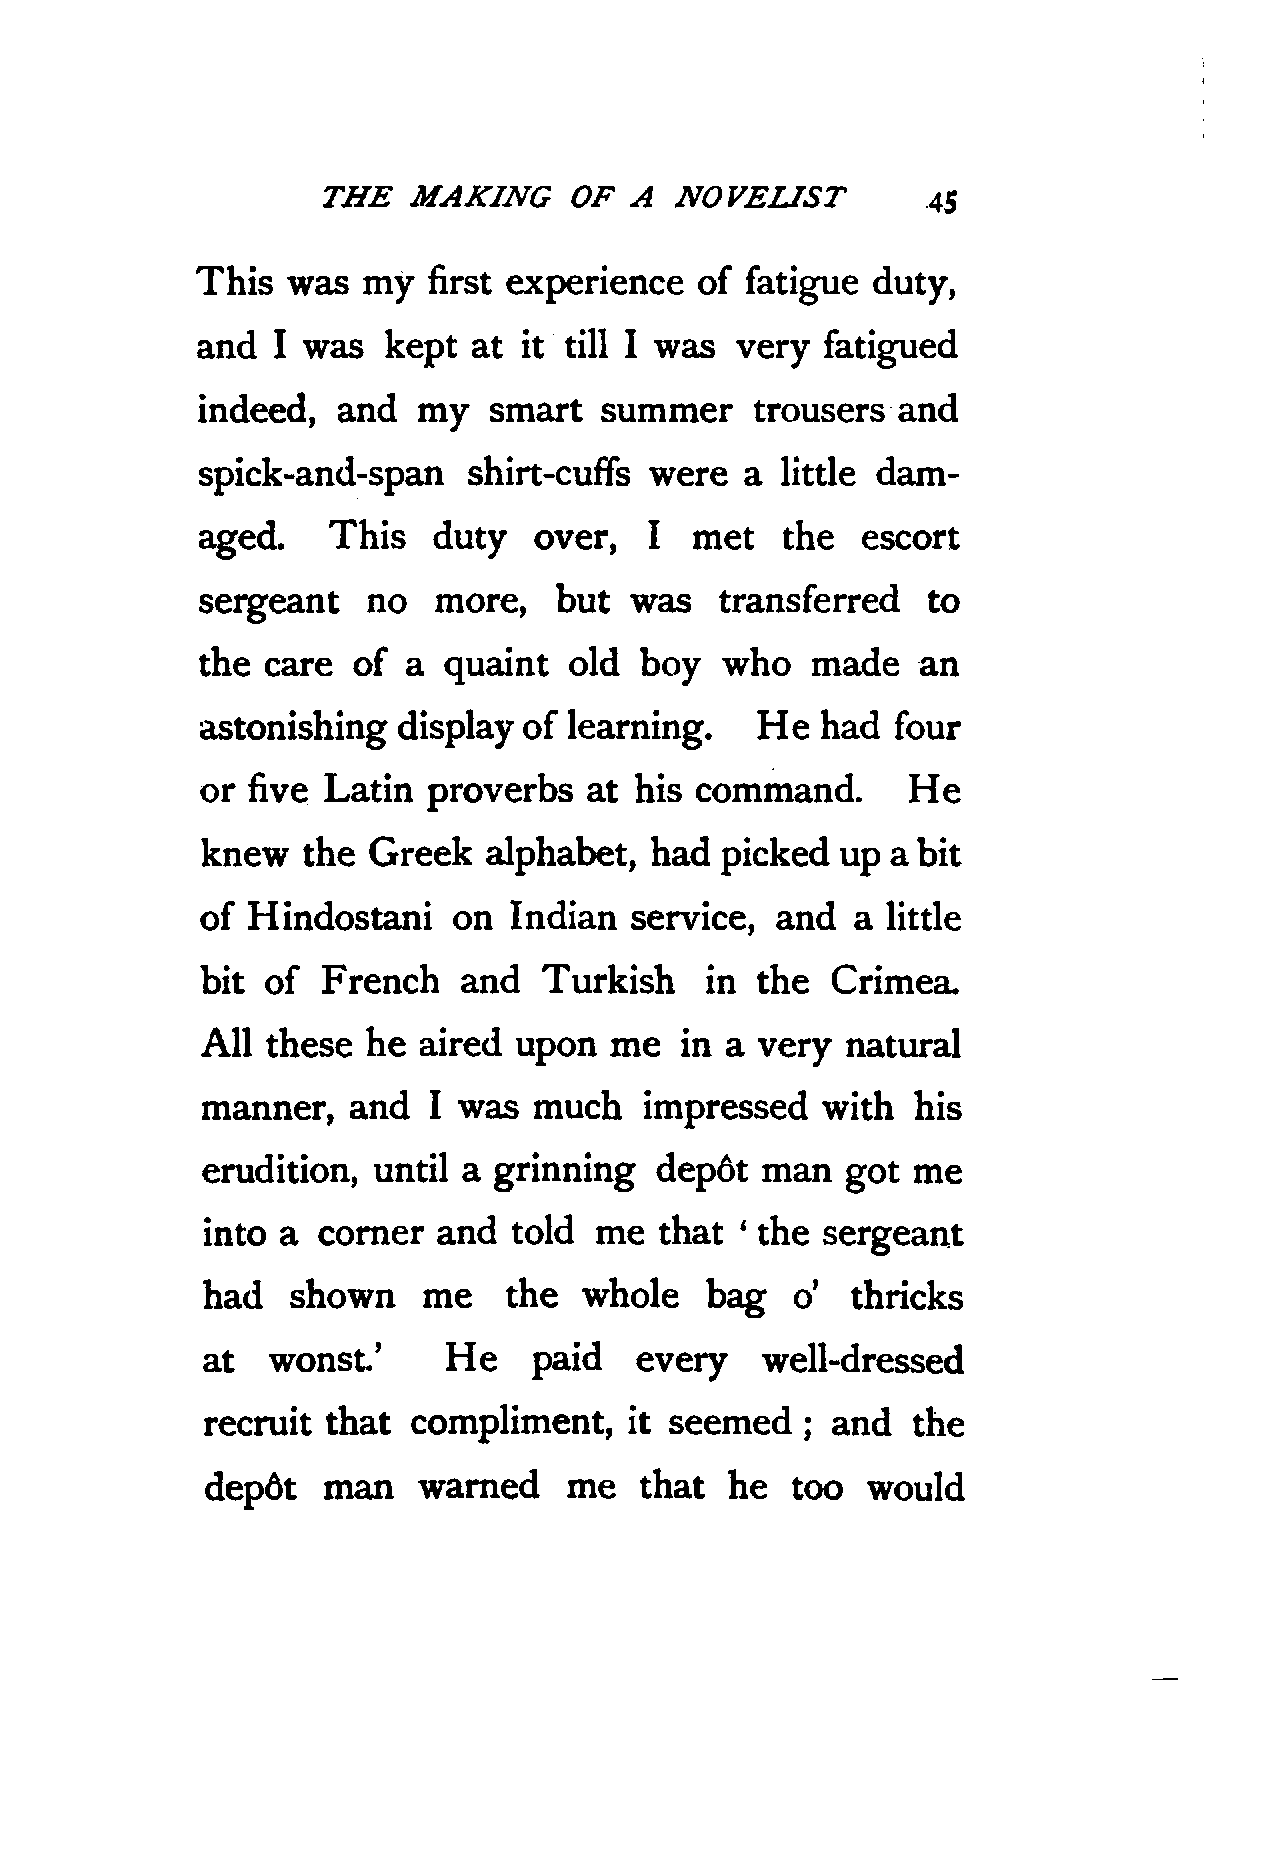 THE MAKING OF A NOVELIST 45
This was my first experience of fatigue duty,
and I was kept at it till I was very fatigued
indeed, and my smart summer trousers and
spick-and-span shirt-cuffs were a little dam-
aged. This duty over, I met the escort
sergeant no more, but was transferred to
the care of a quaint old boy who made an
astonishing display of learning. He had four
or five Latin proverbs at his command. He
knew the Greek alphabet, had picked up a bit
of Hindostani on Indian service, and a little
bit of French and Turkish in the Crimea.
All these he aired upon me in a very natural
manner, and I was much impressed with his
erudition, until a grinning depôt man got me
into a corner and told me that ‘ the sergeant
had shown me the whole bag o’ thricks
at wonst.’ He paid every well-dressed
recruit that compliment, it seemed ; and the
depôt man warned me that he too would